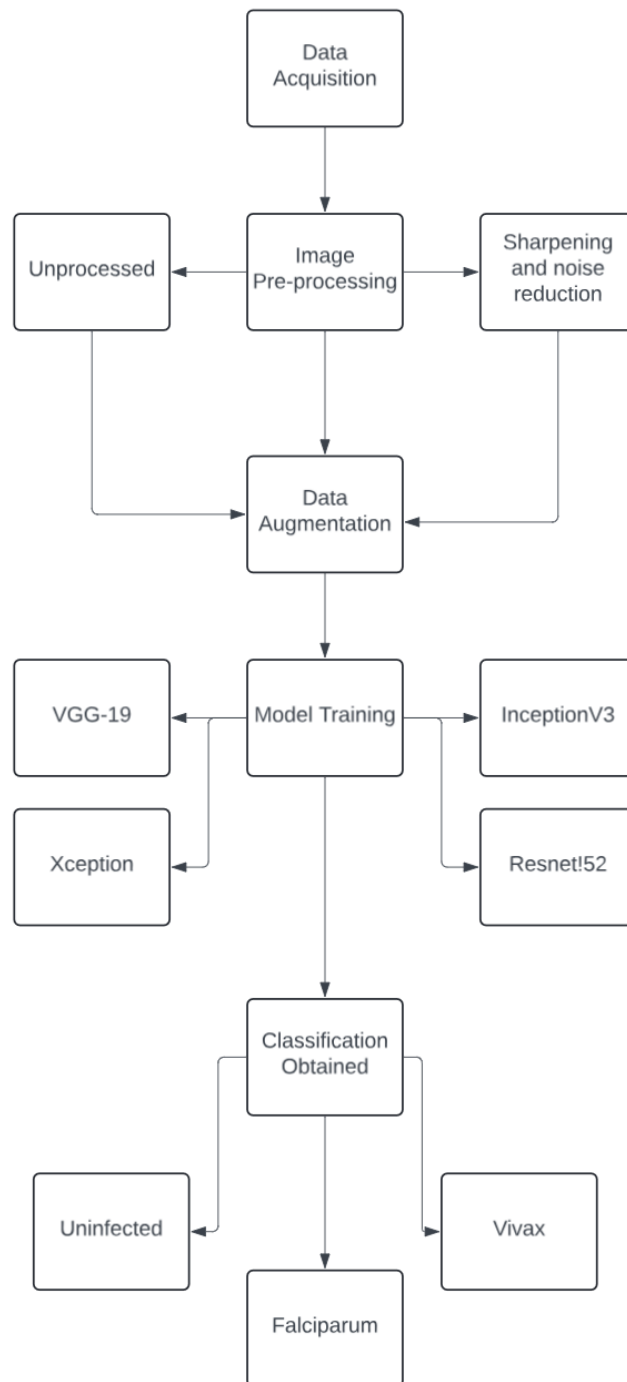 Data
Acquisition
Unprocessed
Image
Pre-processing
Sharpening
and noise
reduction
Data
Augmentation
VGG-19
Model Training
InceptionV3
Xception
Resnet!52
Classification
Obtained
Uninfected
Vivax
Falciparum